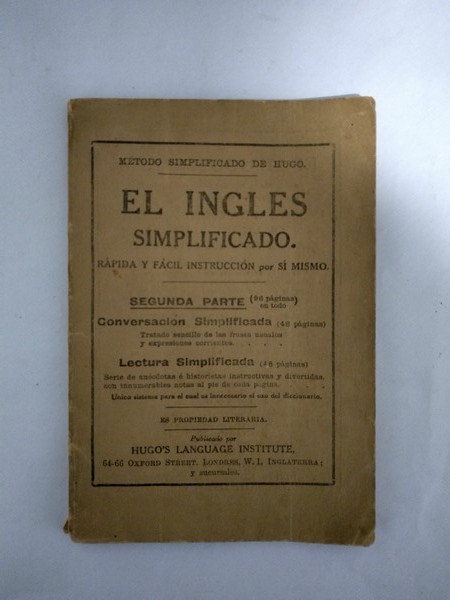 MÉTODO SIMPLIFICADO DE HUGO.
EL INGLES
SIMPLIFICADO.
RÁPIDA Y FÁCIL INSTRUCCIÓN por SÍ MISMO.
SEGUNDA PARTE (96 páginas) en todo
Conversacion Simplificada (48 páginas)
Tratado sencillo de las frases usuales
y expresiones corrientes.
Lectura Simplificada (48 páginas)
Serie de anécdotas é historietas instructivas y divertidas,
con innumerables notas al pie de cada página.
Unico sistema para el cual es innecesario el uso del diccionario.
ES PROPIEDAD LITERARIA.
Publicado por
HUGO'S LANGUAGE INSTITUTE,
64-66 OXFORD STREET, LONDRES, W. 1, INGLATERRA;
y sucursales.